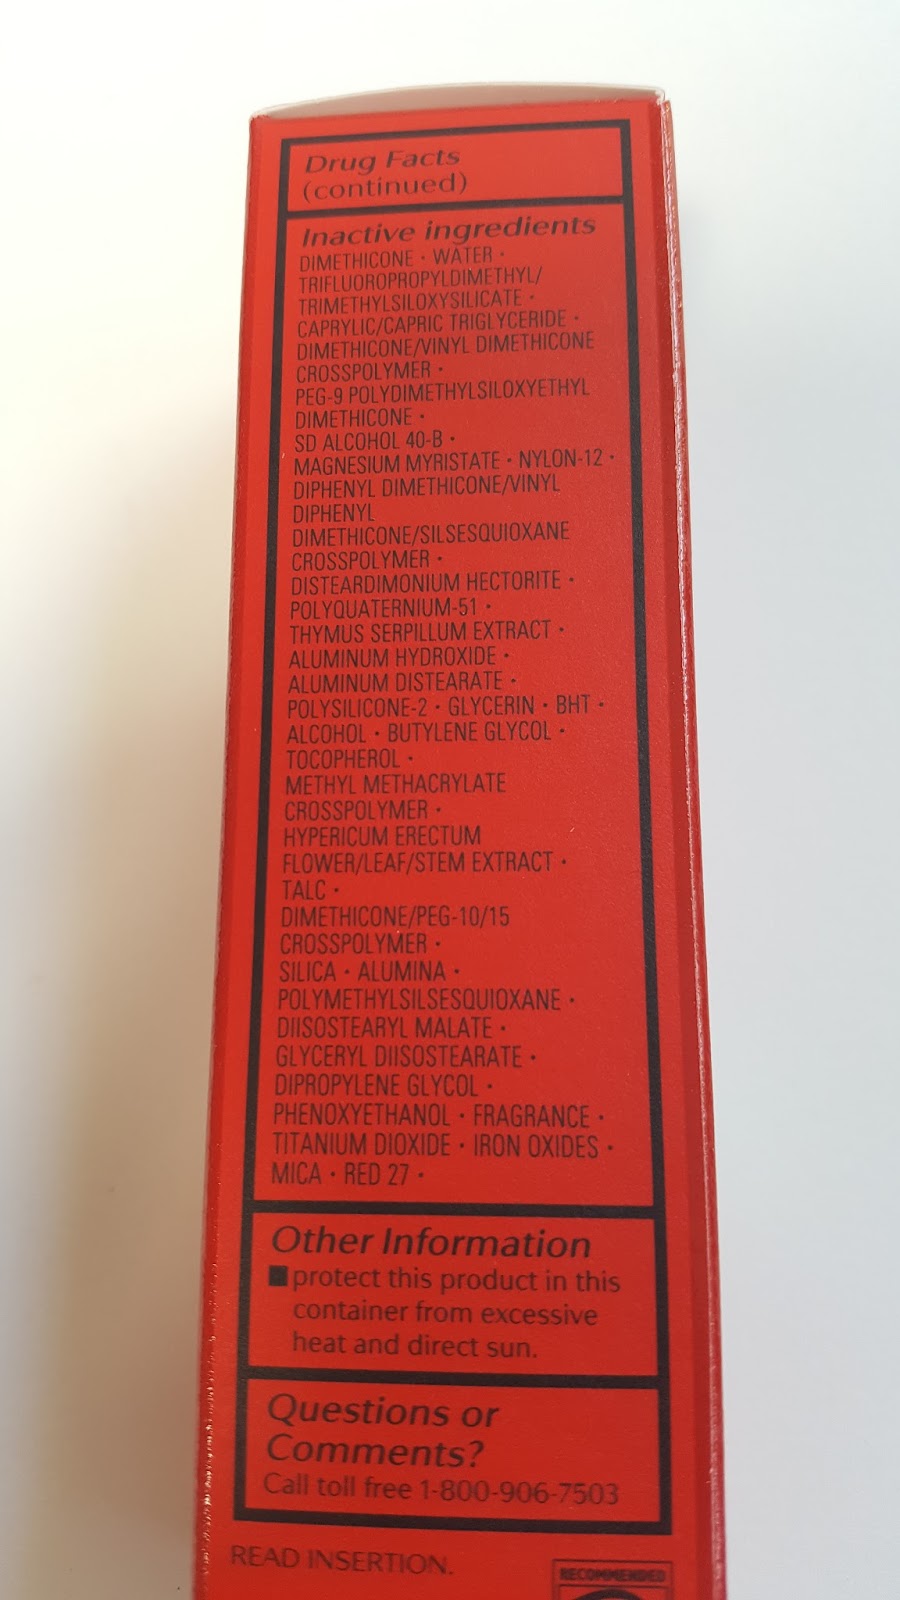 Drug Facts
(continued)
Inactive ingredients
DIMETHICONE · WATER ·
TRIFLUOROPROPYLDIMETHYL/
TRIMETHYLSILOXYSILICATE ·
CAPRYLIC/CAPRIC TRIGLYCERIDE ·
DIMETHICONE/VINYL DIMETHICONE
CROSSPOLYMER ·
PEG-9 POLYDIMETHYLSILOXYETHYL
DIMETHICONE ·
SD ALCOHOL 40-B ·
MAGNESIUM MYRISTATE · NYLON-12 ·
DIPHENYL DIMETHICONE/VINYL
DIPHENYL
DIMETHICONE/SILSESQUIOXANE
CROSSPOLYMER ·
DISTEARDIMONIUM HECTORITE ·
POLYQUATERNIUM-51 ·
THYMUS SERPILLUM EXTRACT ·
ALUMINUM HYDROXIDE ·
ALUMINUM DISTEARATE ·
POLYSILICONE-2 · GLYCERIN · BHT ·
ALCOHOL · BUTYLENE GLYCOL ·
TOCOPHEROL ·
METHYL METHACRYLATE
CROSSPOLYMER ·
HYPERICUM ERECTUM
FLOWER/LEAF/STEM EXTRACT ·
TALC ·
DIMETHICONE/PEG-10/15
CROSSPOLYMER ·
SILICA · ALUMINA ·
POLYMETHYLSILSESQUIOXANE ·
DIISOSTEARYL MALATE ·
GLYCERYL DIISOSTEARATE ·
DIPROPYLENE GLYCOL ·
PHENOXYETHANOL · FRAGRANCE ·
TITANIUM DIOXIDE · IRON OXIDES ·
MICA · RED 27 ·
Other Information
■ protect this product in this
container from excessive
heat and direct sun.
Questions or
Comments?
Call toll free 1-800-906-7503
READ INSERTION.
RECOMMENDED